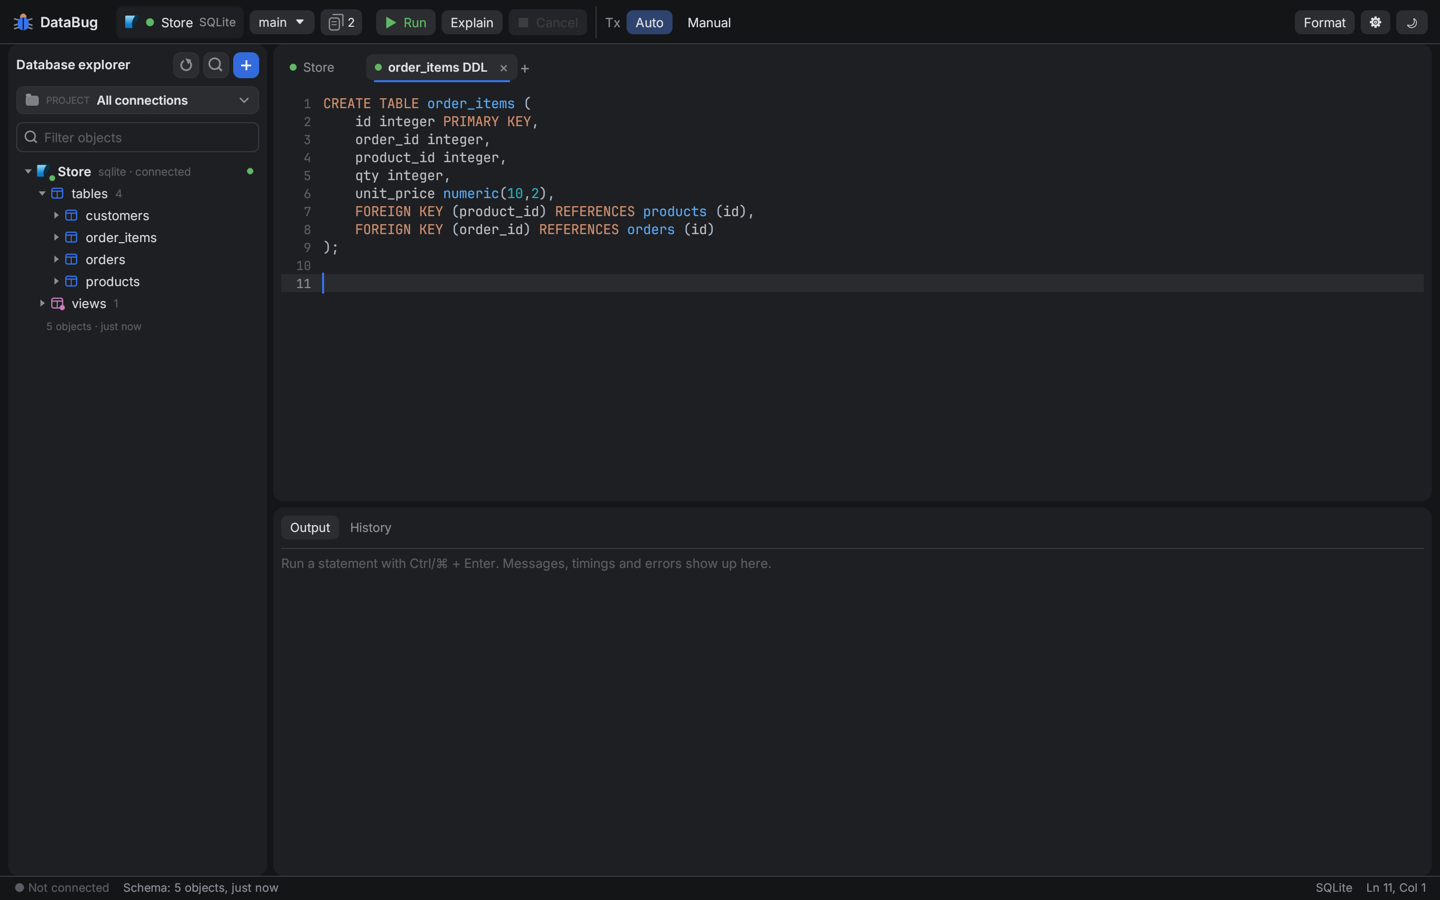 DataBug Store SQLite main 2 Run Explain Cancel Tx Auto Manual Format
Database explorer
PROJECT All connections
Filter objects
Store sqlite · connected
tables 4
customers
order_items
orders
products
views 1
5 objects · just now
Store order_items DDL × +
1 CREATE TABLE order_items (
2 id integer PRIMARY KEY,
3 order_id integer,
4 product_id integer,
5 qty integer,
6 unit_price numeric(10,2),
7 FOREIGN KEY (product_id) REFERENCES products (id),
8 FOREIGN KEY (order_id) REFERENCES orders (id)
9 );
10
11
Output History
Run a statement with Ctrl/⌘ + Enter. Messages, timings and errors show up here.
Not connected Schema: 5 objects, just now SQLite Ln 11, Col 1